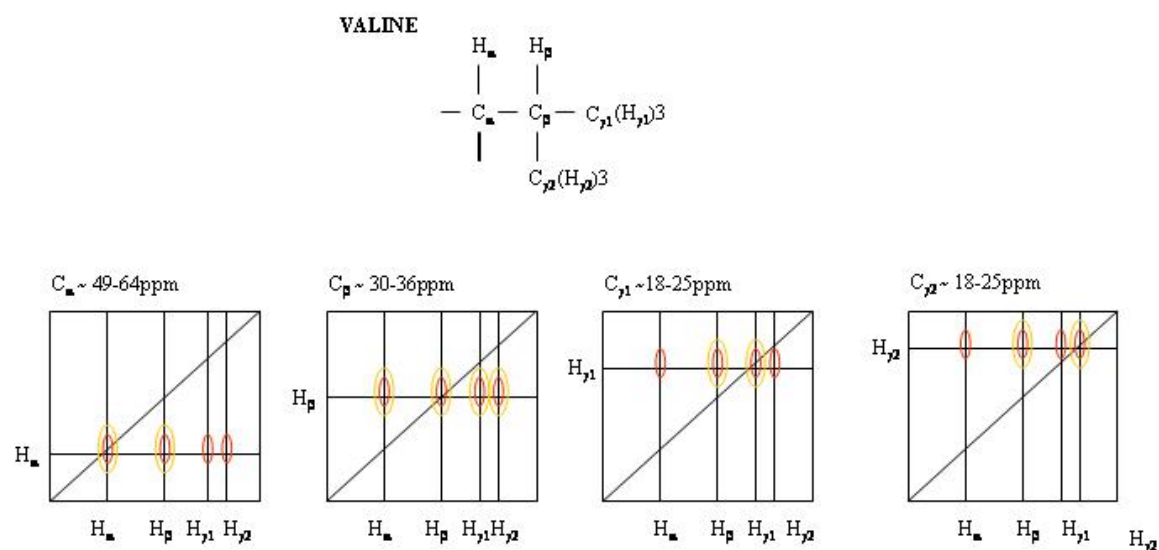 VALINE
Hα Hβ
Cα Cβ Cγ1(Hγ1)3
Cγ2(Hγ2)3
Cα ~ 49-64ppm
Cβ ~ 30-36ppm
Cγ1 ~18-25ppm
Cγ2 ~ 18-25ppm
Hα
Hβ
Hγ1
Hγ2
Hα Hβ Hγ1 Hγ2
Hα Hβ Hγ1 Hγ2
Hα Hβ Hγ1 Hγ2
Hα Hβ Hγ1 Hγ2